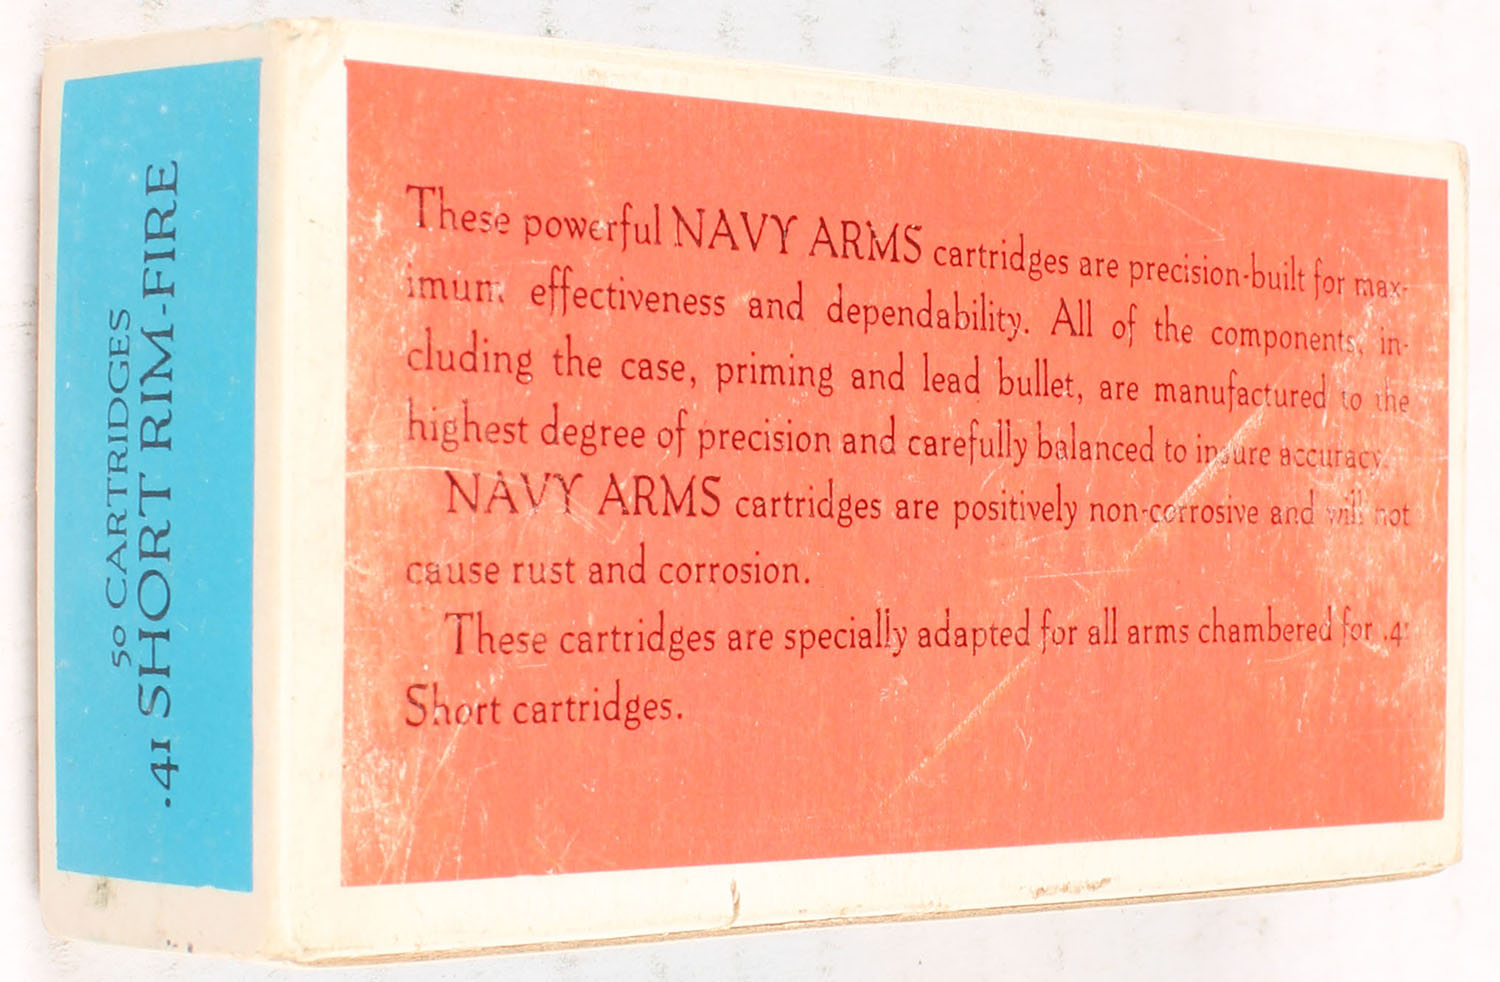 50 CARTRIDGES
.41 SHORT RIM-FIRE
These powerful NAVY ARMS cartridges are precision-built for max-
imum effectiveness and dependability. All of the components, in-
cluding the case, priming and lead bullet, are manufactured to the
highest degree of precision and carefully balanced to insure accuracy.
NAVY ARMS cartridges are positively non-corrosive and will not
cause rust and corrosion.
These cartridges are specially adapted for all arms chambered for .41
Short cartridges.